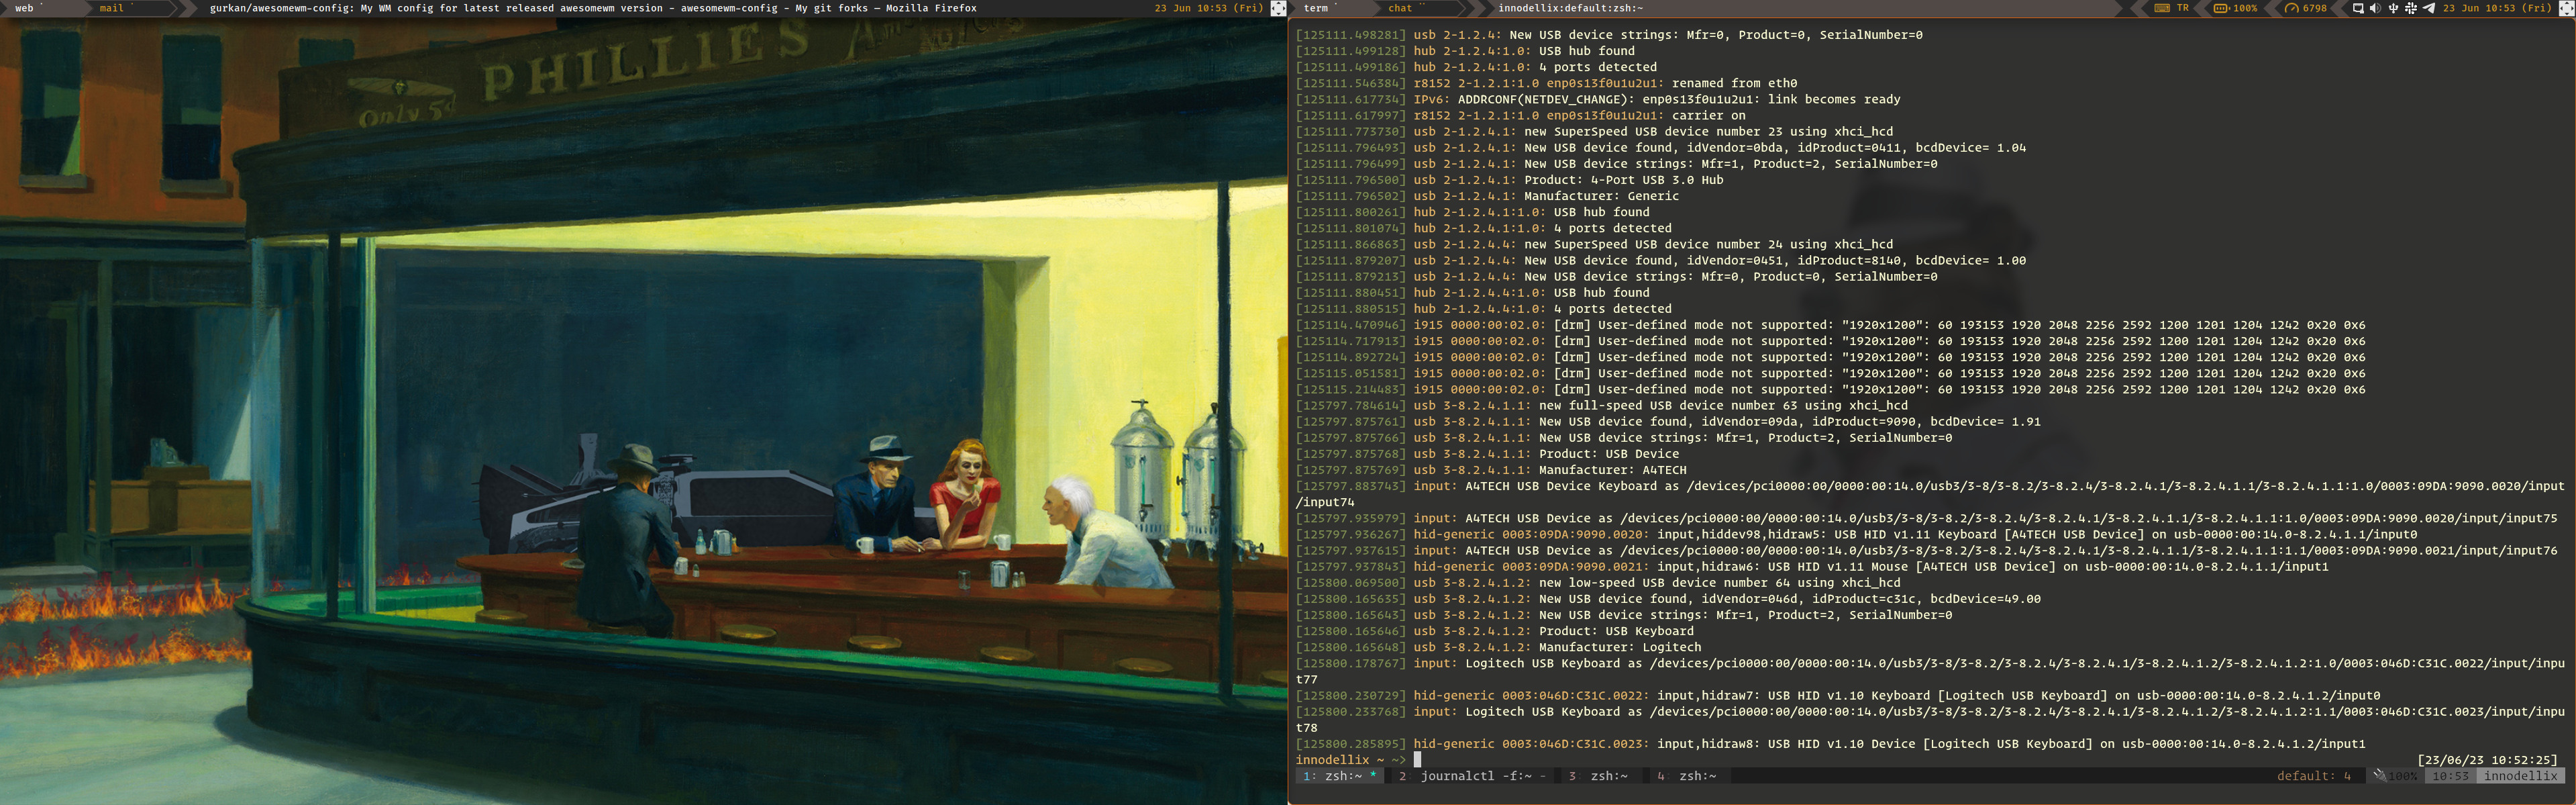 web
mail
gurkan/awesomewm-config: My WM config for latest released awesomewm version - awesomewm-config - My git forks — Mozilla Firefox
23 Jun 10:53 (Fri)
PHILLIES
Only 5¢
term
chat
innodellix:default:zsh:~
TR
100%
6798
23 Jun 10:53 (Fri)
[125111.498281] usb 2-1.2.4: New USB device strings: Mfr=0, Product=0, SerialNumber=0
[125111.499128] hub 2-1.2.4:1.0: USB hub found
[125111.499186] hub 2-1.2.4:1.0: 4 ports detected
[125111.546384] r8152 2-1.2.1:1.0 enp0s13f0u1u2u1: renamed from eth0
[125111.617734] IPv6: ADDRCONF(NETDEV_CHANGE): enp0s13f0u1u2u1: link becomes ready
[125111.617997] r8152 2-1.2.1:1.0 enp0s13f0u1u2u1: carrier on
[125111.773730] usb 2-1.2.4.1: new SuperSpeed USB device number 23 using xhci_hcd
[125111.796493] usb 2-1.2.4.1: New USB device found, idVendor=0bda, idProduct=0411, bcdDevice= 1.04
[125111.796499] usb 2-1.2.4.1: New USB device strings: Mfr=1, Product=2, SerialNumber=0
[125111.796500] usb 2-1.2.4.1: Product: 4-Port USB 3.0 Hub
[125111.796502] usb 2-1.2.4.1: Manufacturer: Generic
[125111.800261] hub 2-1.2.4.1:1.0: USB hub found
[125111.801074] hub 2-1.2.4.1:1.0: 4 ports detected
[125111.866863] usb 2-1.2.4.4: new SuperSpeed USB device number 24 using xhci_hcd
[125111.879207] usb 2-1.2.4.4: New USB device found, idVendor=0451, idProduct=8140, bcdDevice= 1.00
[125111.879213] usb 2-1.2.4.4: New USB device strings: Mfr=0, Product=0, SerialNumber=0
[125111.880451] hub 2-1.2.4.4:1.0: USB hub found
[125111.880515] hub 2-1.2.4.4:1.0: 4 ports detected
[125114.470946] i915 0000:00:02.0: [drm] User-defined mode not supported: "1920x1200": 60 193153 1920 2048 2256 2592 1200 1201 1204 1242 0x20 0x6
[125114.717913] i915 0000:00:02.0: [drm] User-defined mode not supported: "1920x1200": 60 193153 1920 2048 2256 2592 1200 1201 1204 1242 0x20 0x6
[125114.892724] i915 0000:00:02.0: [drm] User-defined mode not supported: "1920x1200": 60 193153 1920 2048 2256 2592 1200 1201 1204 1242 0x20 0x6
[125115.051581] i915 0000:00:02.0: [drm] User-defined mode not supported: "1920x1200": 60 193153 1920 2048 2256 2592 1200 1201 1204 1242 0x20 0x6
[125115.214483] i915 0000:00:02.0: [drm] User-defined mode not supported: "1920x1200": 60 193153 1920 2048 2256 2592 1200 1201 1204 1242 0x20 0x6
[125797.784614] usb 3-8.2.4.1.1: new full-speed USB device number 63 using xhci_hcd
[125797.875761] usb 3-8.2.4.1.1: New USB device found, idVendor=09da, idProduct=9090, bcdDevice= 1.91
[125797.875766] usb 3-8.2.4.1.1: New USB device strings: Mfr=1, Product=2, SerialNumber=0
[125797.875768] usb 3-8.2.4.1.1: Product: USB Device
[125797.875769] usb 3-8.2.4.1.1: Manufacturer: A4TECH
[125797.883743] input: A4TECH USB Device Keyboard as /devices/pci0000:00/0000:00:14.0/usb3/3-8/3-8.2/3-8.2.4/3-8.2.4.1/3-8.2.4.1.1/3-8.2.4.1.1:1.0/0003:09DA:9090.0020/input
/input74
[125797.935979] input: A4TECH USB Device as /devices/pci0000:00/0000:00:14.0/usb3/3-8/3-8.2/3-8.2.4/3-8.2.4.1/3-8.2.4.1.1/3-8.2.4.1.1:1.0/0003:09DA:9090.0020/input/input75
[125797.936267] hid-generic 0003:09DA:9090.0020: input,hiddev98,hidraw5: USB HID v1.11 Keyboard [A4TECH USB Device] on usb-0000:00:14.0-8.2.4.1.1/input0
[125797.937615] input: A4TECH USB Device as /devices/pci0000:00/0000:00:14.0/usb3/3-8/3-8.2/3-8.2.4/3-8.2.4.1/3-8.2.4.1.1/3-8.2.4.1.1:1.1/0003:09DA:9090.0021/input/input76
[125797.937843] hid-generic 0003:09DA:9090.0021: input,hidraw6: USB HID v1.11 Mouse [A4TECH USB Device] on usb-0000:00:14.0-8.2.4.1.1/input1
[125800.069500] usb 3-8.2.4.1.2: new low-speed USB device number 64 using xhci_hcd
[125800.165635] usb 3-8.2.4.1.2: New USB device found, idVendor=046d, idProduct=c31c, bcdDevice=49.00
[125800.165643] usb 3-8.2.4.1.2: New USB device strings: Mfr=1, Product=2, SerialNumber=0
[125800.165646] usb 3-8.2.4.1.2: Product: USB Keyboard
[125800.165648] usb 3-8.2.4.1.2: Manufacturer: Logitech
[125800.178767] input: Logitech USB Keyboard as /devices/pci0000:00/0000:00:14.0/usb3/3-8/3-8.2/3-8.2.4/3-8.2.4.1/3-8.2.4.1.2/3-8.2.4.1.2:1.0/0003:046D:C31C.0022/input/inpu
t77
[125800.230729] hid-generic 0003:046D:C31C.0022: input,hidraw7: USB HID v1.10 Keyboard [Logitech USB Keyboard] on usb-0000:00:14.0-8.2.4.1.2/input0
[125800.233768] input: Logitech USB Keyboard as /devices/pci0000:00/0000:00:14.0/usb3/3-8/3-8.2/3-8.2.4/3-8.2.4.1/3-8.2.4.1.2/3-8.2.4.1.2:1.1/0003:046D:C31C.0023/input/inpu
t78
[125800.285895] hid-generic 0003:046D:C31C.0023: input,hidraw8: USB HID v1.10 Device [Logitech USB Keyboard] on usb-0000:00:14.0-8.2.4.1.2/input1
innodellix ~ ~>
[23/06/23 10:52:25]
1: zsh:~ * 2 journalctl -f:~ - 3 zsh:~ 4: zsh:~
default: 4 100% 10:53 innodellix